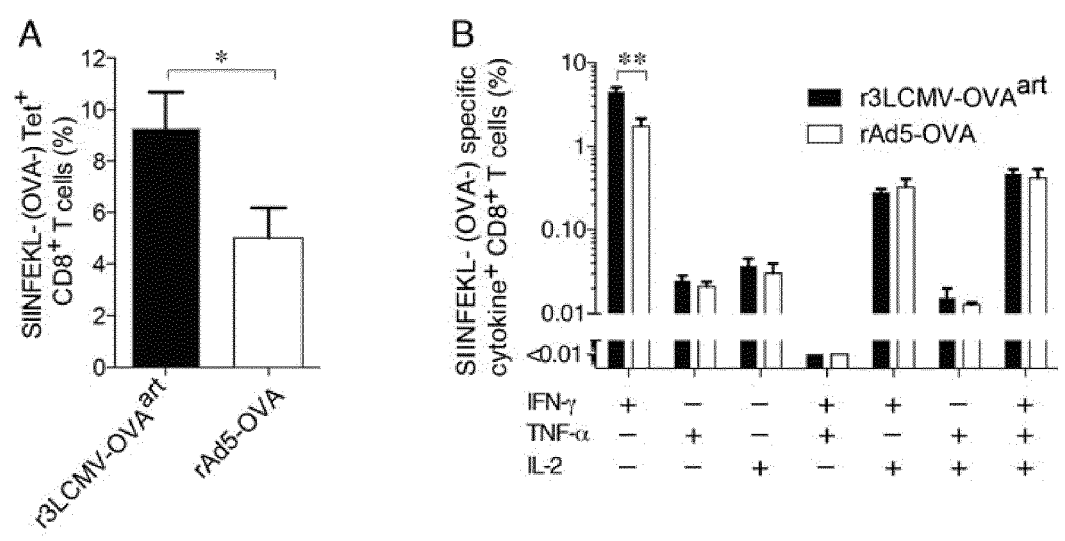 A
SIINFEKL- (OVA-) Tet+
CD8+ T cells (%)
12
10
8
6
4
2
0
*
r3LCMV-OVAart
rAd5-OVA
B
SIINFEKL- (OVA-) specific
cytokine+ CD8+ T cells (%)
10
1
0.10
0.01
<0.01
**
r3LCMV-OVAart
rAd5-OVA
IFN-γ + − − + + − +
TNF-α − + − + − + +
IL-2 − − + − + + +